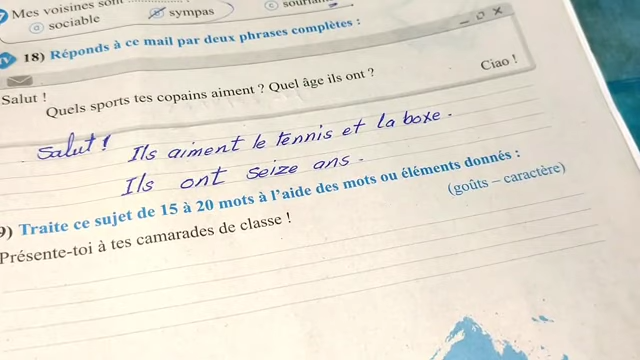 Mes voisines sont
ⓐ sociable ⓑ sympas ⓒ
18) Réponds à ce mail par deux phrases complètes :
Salut !
Quels sports tes copains aiment ? Quel âge ils ont ?
Ciao !
Salut! Ils aiment le tennis et la boxe.
Ils ont seize ans.
9) Traite ce sujet de 15 à 20 mots à l'aide des mots ou éléments donnés :
(goûts – caractère)
Présente-toi à tes camarades de classe !